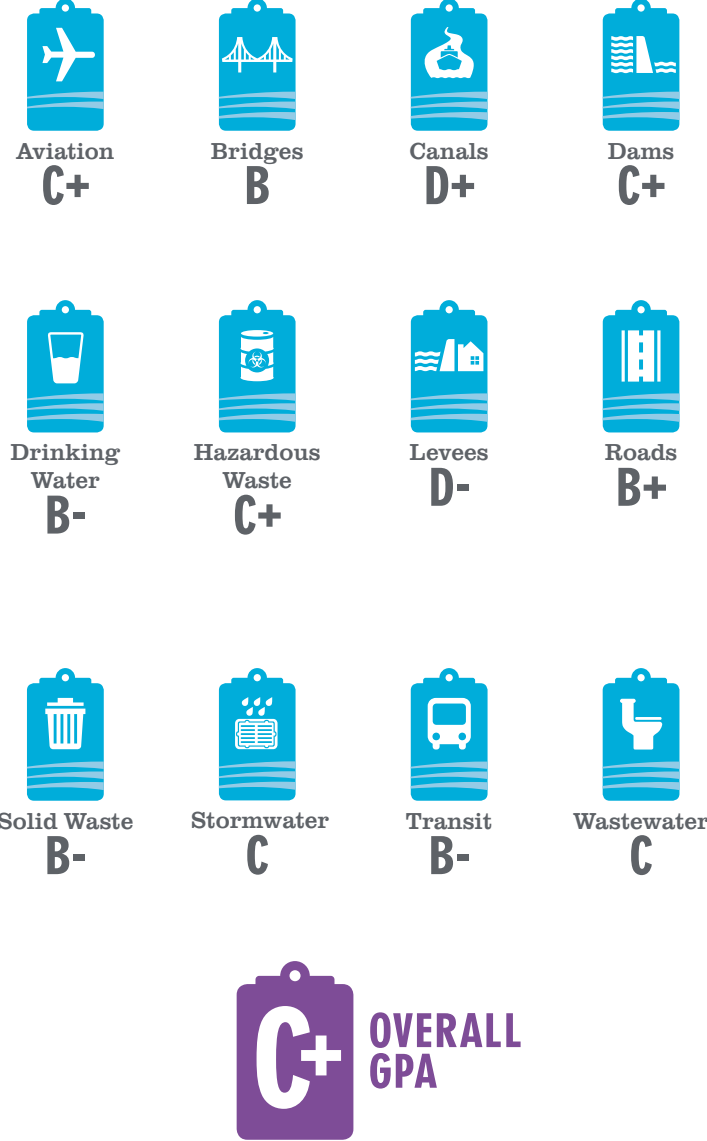 Aviation
C+
Bridges
B
Canals
D+
Dams
C+
Drinking
Water
B-
Hazardous
Waste
C+
Levees
D-
Roads
B+
Solid Waste
B-
Stormwater
C
Transit
B-
Wastewater
C
C+
OVERALL
GPA